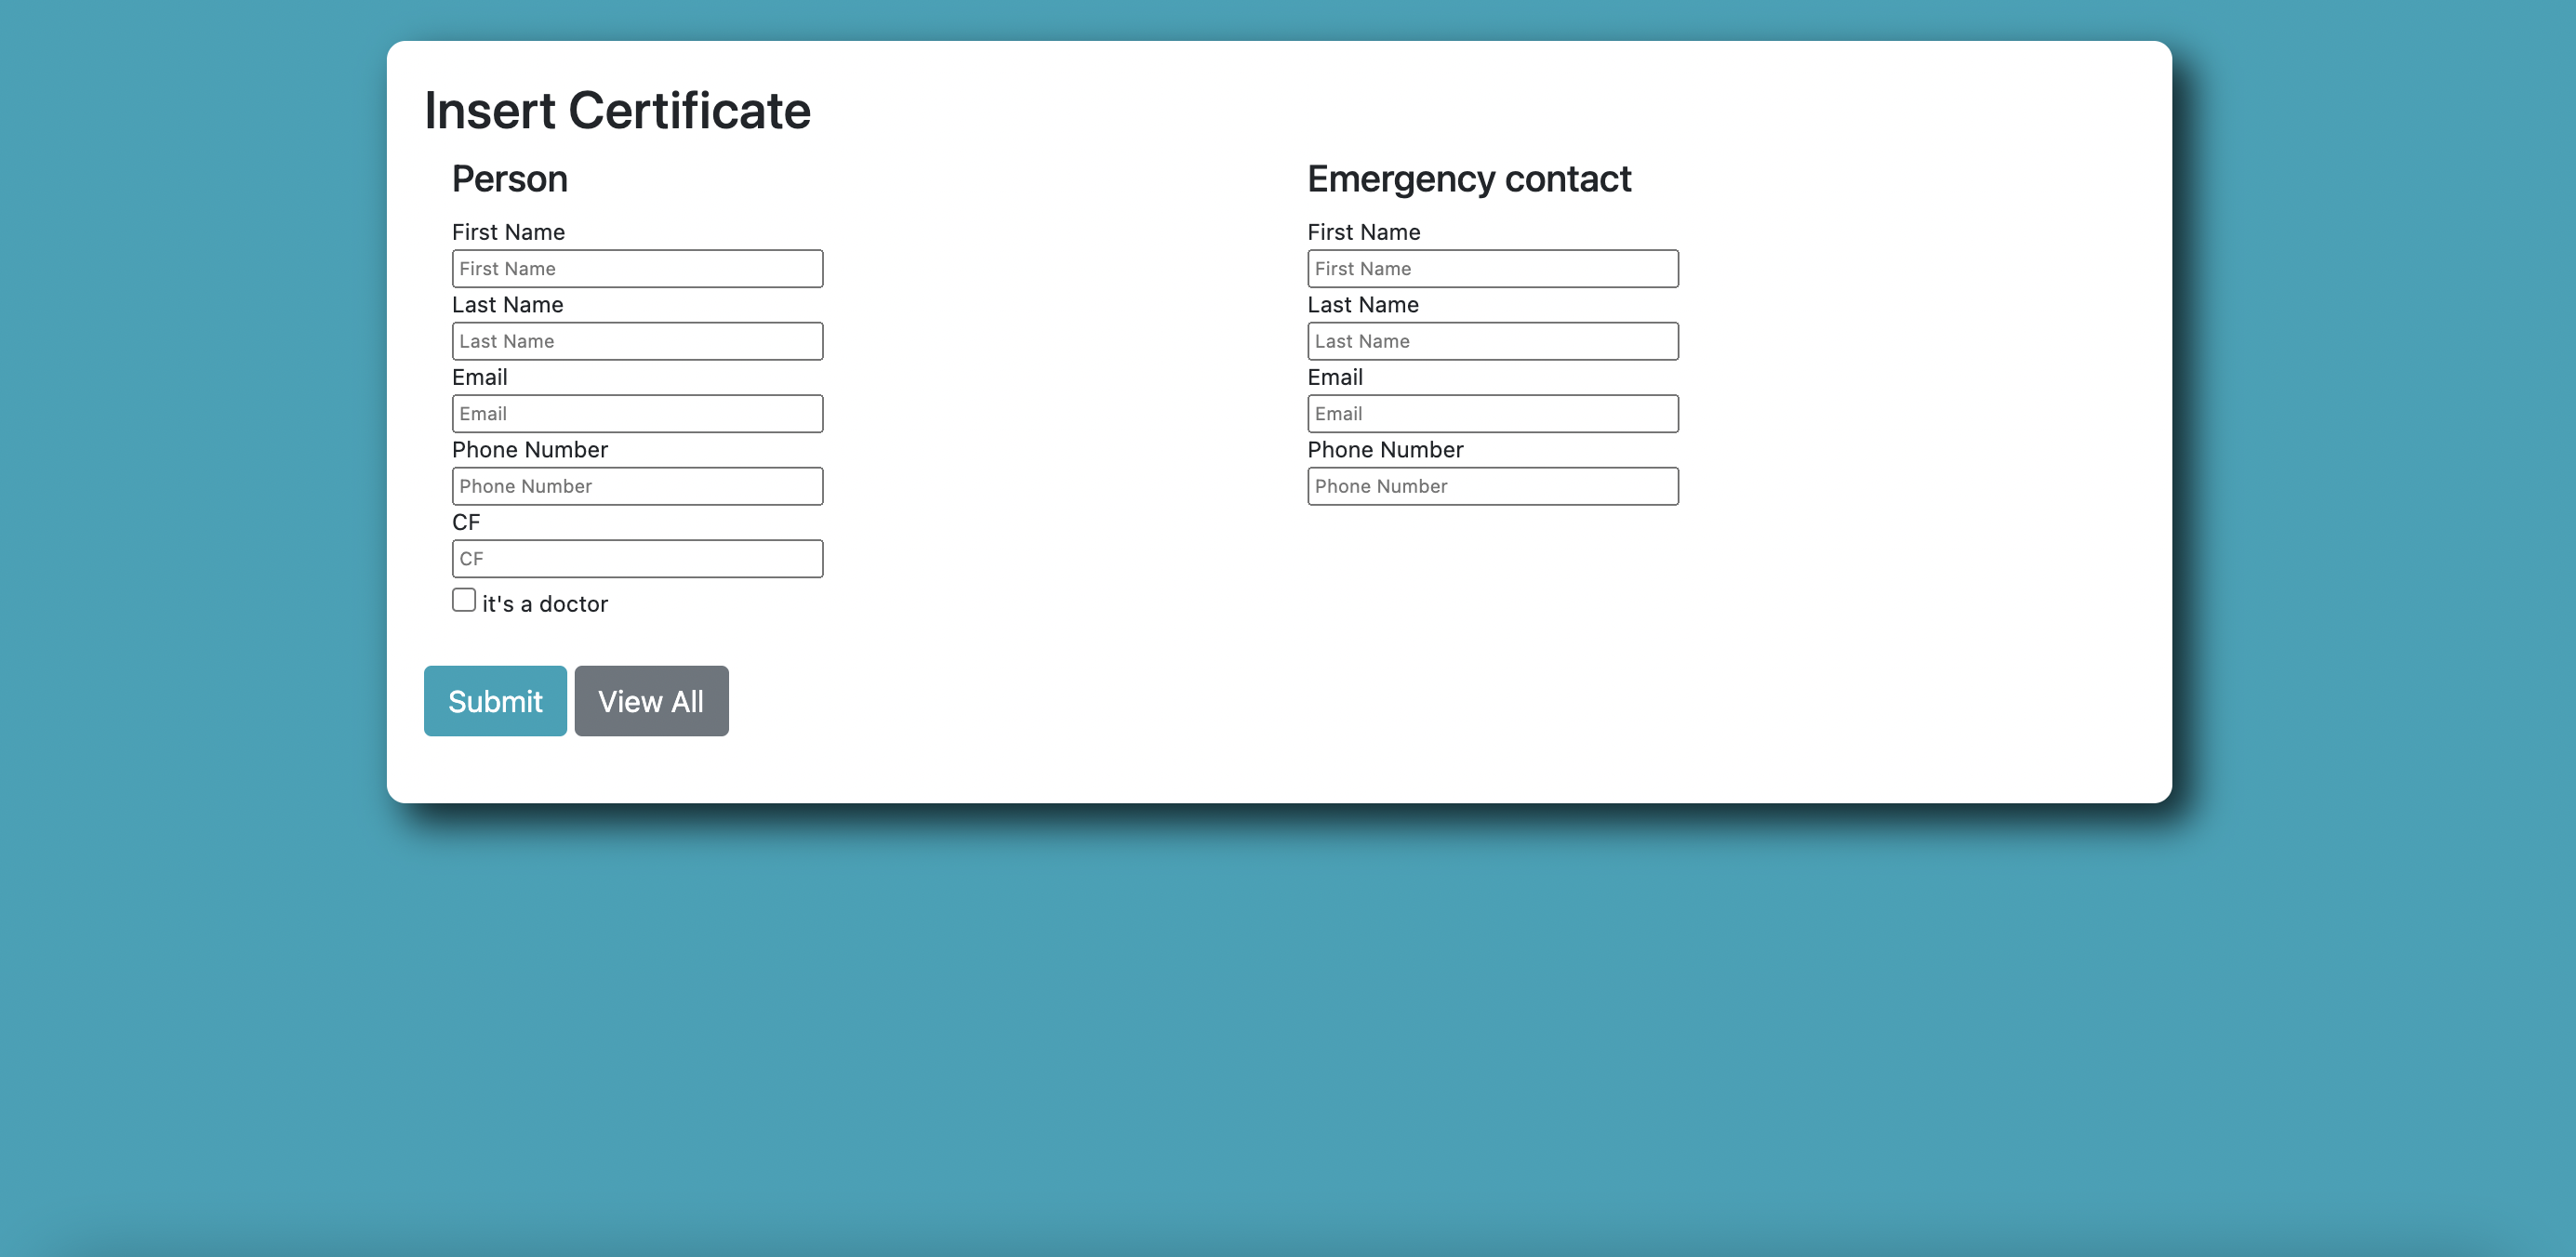 Insert Certificate
Person
First Name
First Name
Last Name
Last Name
Email
Email
Phone Number
Phone Number
CF
CF
it's a doctor
Emergency contact
First Name
First Name
Last Name
Last Name
Email
Email
Phone Number
Phone Number
Submit
View All